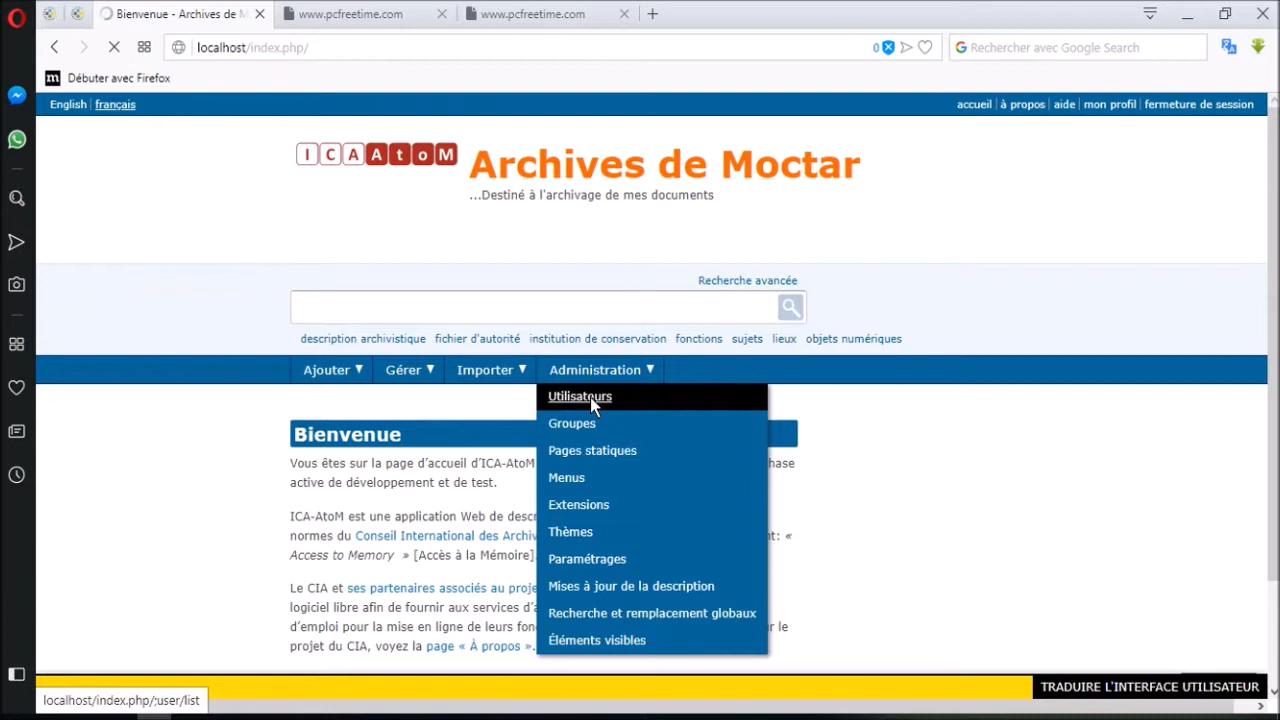 Bienvenue - Archives de M
www.pcfreetime.com
www.pcfreetime.com
localhost/index.php/
0
Rechercher avec Google Search
m Débuter avec Firefox
English français
accueil à propos aide mon profil fermeture de session
ICAAtoM
Archives de Moctar
...Destiné à l'archivage de mes documents
Recherche avancée
description archivistique fichier d'autorité institution de conservation fonctions sujets lieux objets numériques
Ajouter ▼ Gérer ▼ Importer ▼ Administration ▼
Utilisateurs
Groupes
Pages statiques
Menus
Extensions
Thèmes
Paramétrages
Mises à jour de la description
Recherche et remplacement globaux
Éléments visibles
Bienvenue
Vous êtes sur la page d'accueil d'ICA-AtoM hase
active de développement et de test.
ICA-AtoM est une application Web de descr
normes du Conseil International des Archiv ent: «
Access to Memory » [Accès à la Mémoire].
Le CIA et ses partenaires associés au proje
logiciel libre afin de fournir aux services d'a
d'emploi pour la mise en ligne de leurs fon ur le
projet du CIA, voyez la page « À propos ».
TRADUIRE L'INTERFACE UTILISATEUR
localhost/index.php/;user/list